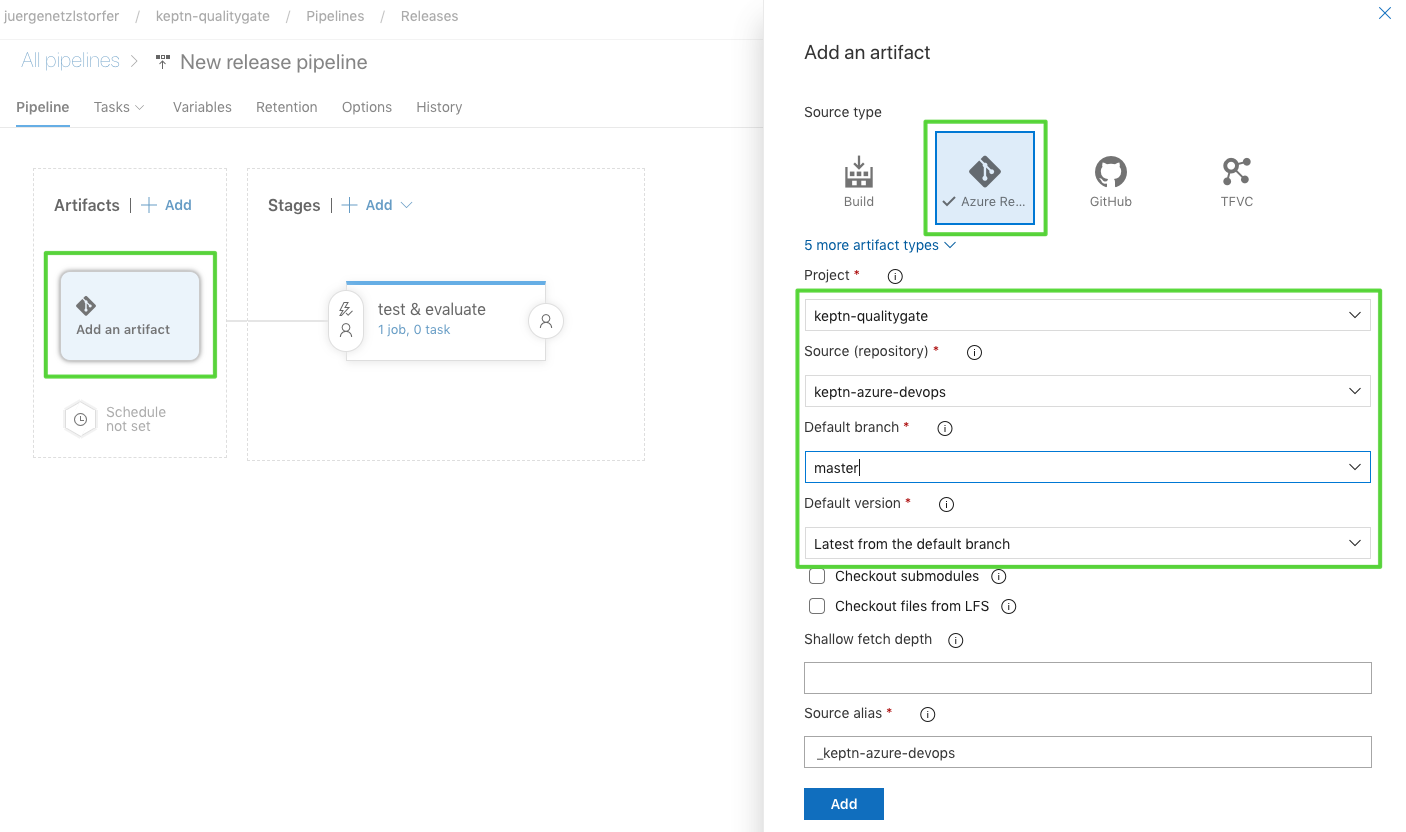 juergenetzlstorfer / keptn-qualitygate / Pipelines / Releases
All pipelines > New release pipeline
Pipeline Tasks Variables Retention Options History
Artifacts | + Add
Stages | + Add
Add an artifact
test & evaluate
1 job, 0 task
Schedule
not set
Add an artifact
Source type
Build
Azure Re...
GitHub
TFVC
5 more artifact types
Project *
keptn-qualitygate
Source (repository) *
keptn-azure-devops
Default branch *
master
Default version *
Latest from the default branch
Checkout submodules
Checkout files from LFS
Shallow fetch depth
Source alias *
_keptn-azure-devops
Add